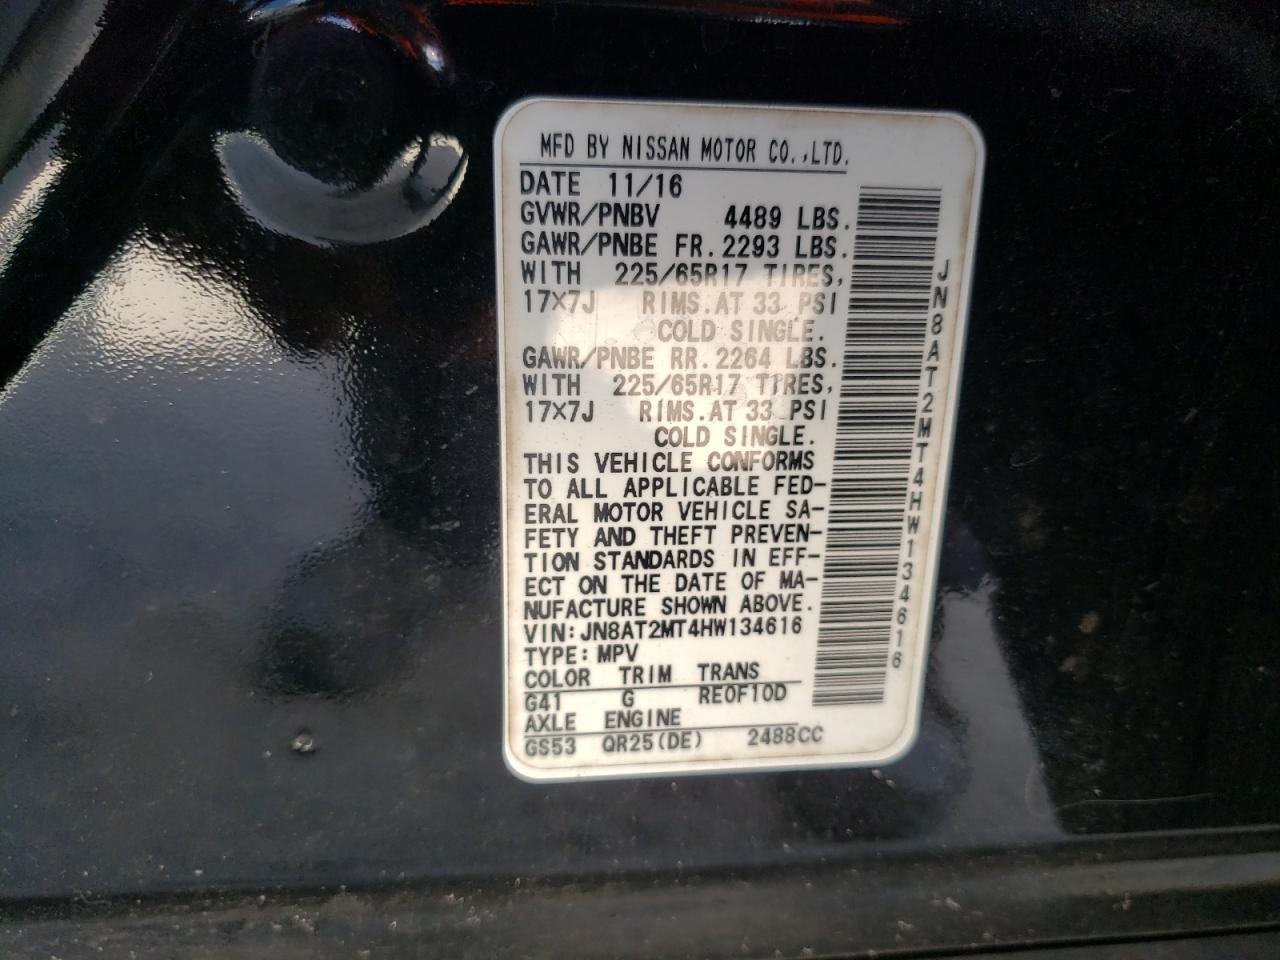 MFD BY NISSAN MOTOR CO.,LTD.
DATE 11/16
GVWR/PNBV 4489 LBS.
GAWR/PNBE FR. 2293 LBS.
WITH 225/65R17 TIRES,
17×7J RIMS.AT 33 PSI
COLD SINGLE.
GAWR/PNBE RR. 2264 LBS.
WITH 225/65R17 TIRES,
17×7J RIMS.AT 33 PSI
COLD SINGLE.
THIS VEHICLE CONFORMS
TO ALL APPLICABLE FED-
ERAL MOTOR VEHICLE SA-
FETY AND THEFT PREVEN-
TION STANDARDS IN EFF-
ECT ON THE DATE OF MA-
NUFACTURE SHOWN ABOVE.
VIN:JN8AT2MT4HW134616
TYPE:MPV
COLOR TRIM TRANS
G41 G RE0F10D
AXLE ENGINE
GS53 QR25(DE) 2488CC
JN8AT2MT4HW134616